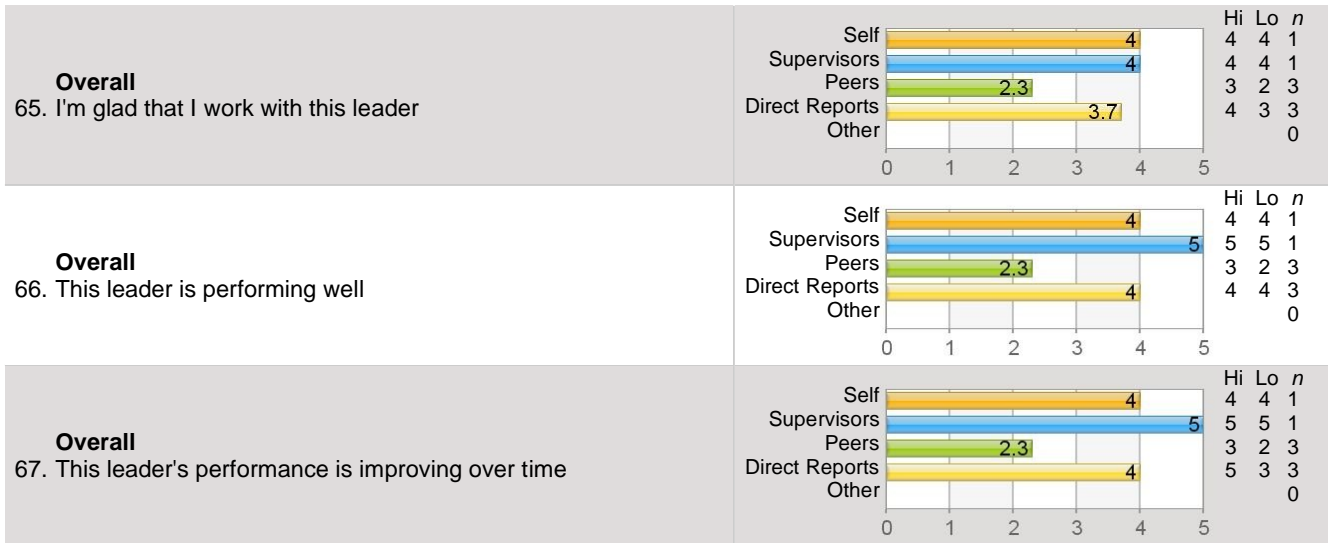 Hi Lo n
Self 4 4 4 1
Supervisors 4 4 4 1
Overall
Peers 2.3 3 2 3
65. I'm glad that I work with this leader
Direct Reports 3.7 4 3 3
Other 0
0 1 2 3 4 5
Hi Lo n
Self 4 4 4 1
Supervisors 5 5 5 1
Overall
Peers 2.3 3 2 3
66. This leader is performing well
Direct Reports 4 4 4 3
Other 0
0 1 2 3 4 5
Hi Lo n
Self 4 4 4 1
Supervisors 5 5 5 1
Overall
Peers 2.3 3 2 3
67. This leader's performance is improving over time
Direct Reports 4 5 3 3
Other 0
0 1 2 3 4 5